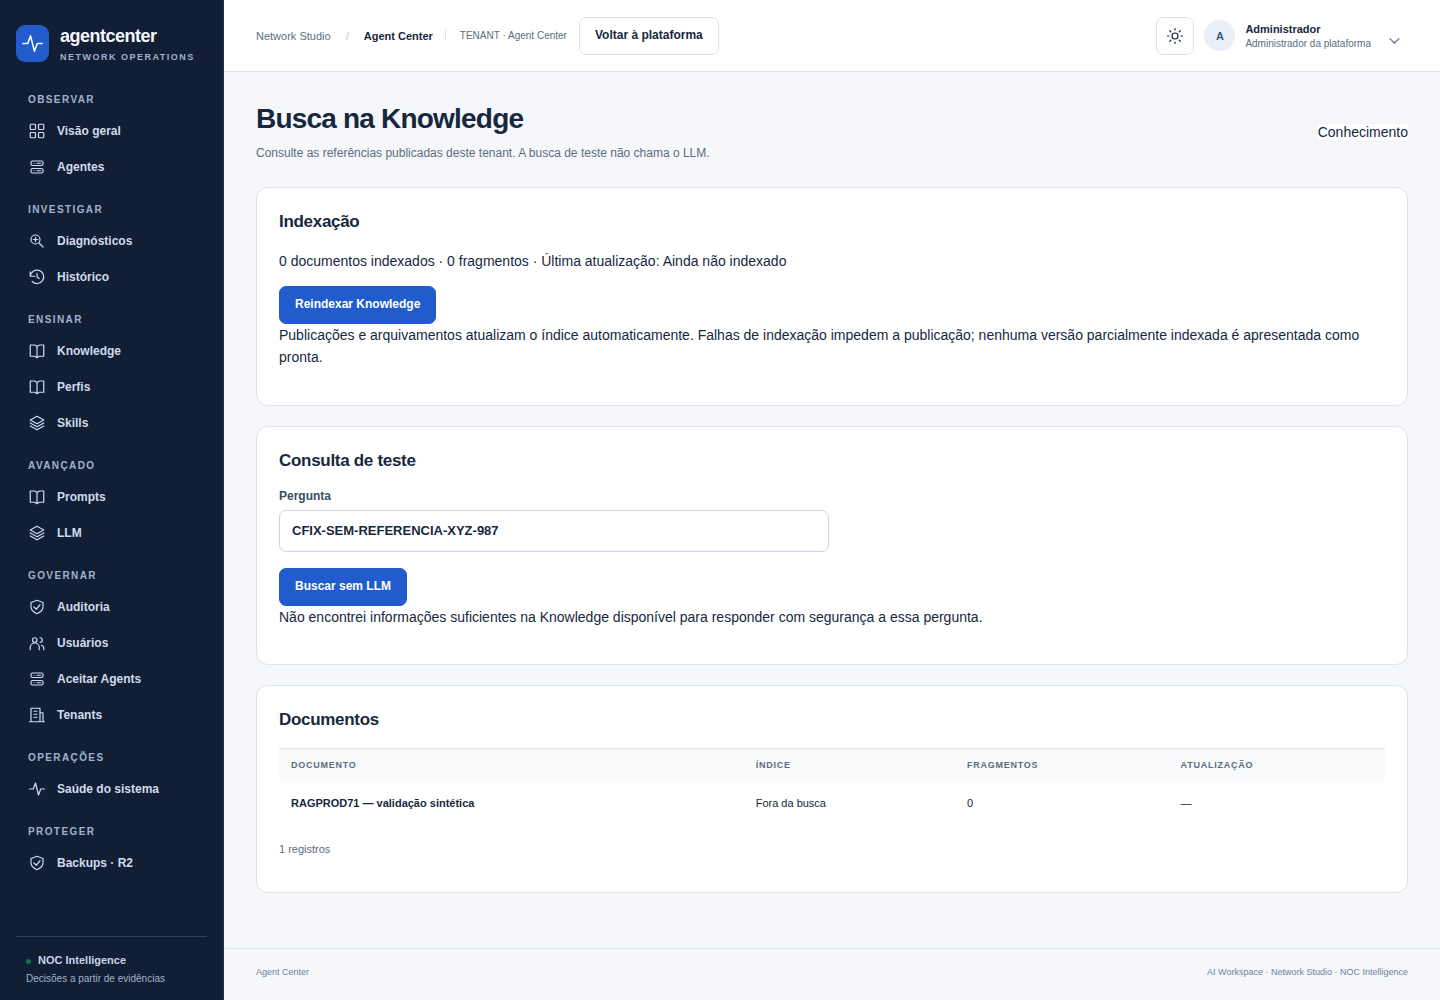 agentcenter
NETWORK OPERATIONS
OBSERVAR
Visão geral
Agentes
INVESTIGAR
Diagnósticos
Histórico
ENSINAR
Knowledge
Perfis
Skills
AVANÇADO
Prompts
LLM
GOVERNAR
Auditoria
Usuários
Aceitar Agents
Tenants
OPERAÇÕES
Saúde do sistema
PROTEGER
Backups · R2
NOC Intelligence
Decisões a partir de evidências
Network Studio / Agent Center TENANT · Agent Center Voltar à plataforma
A Administrador
Administrador da plataforma
Busca na Knowledge
Consulte as referências publicadas deste tenant. A busca de teste não chama o LLM.
Conhecimento
Indexação
0 documentos indexados · 0 fragmentos · Última atualização: Ainda não indexado
Reindexar Knowledge
Publicações e arquivamentos atualizam o índice automaticamente. Falhas de indexação impedem a publicação; nenhuma versão parcialmente indexada é apresentada como
pronta.
Consulta de teste
Pergunta
CFIX-SEM-REFERENCIA-XYZ-987
Buscar sem LLM
Não encontrei informações suficientes na Knowledge disponível para responder com segurança a essa pergunta.
Documentos
DOCUMENTO ÍNDICE FRAGMENTOS ATUALIZAÇÃO
RAGPROD71 — validação sintética Fora da busca 0 —
1 registros
Agent Center
AI Workspace · Network Studio · NOC Intelligence